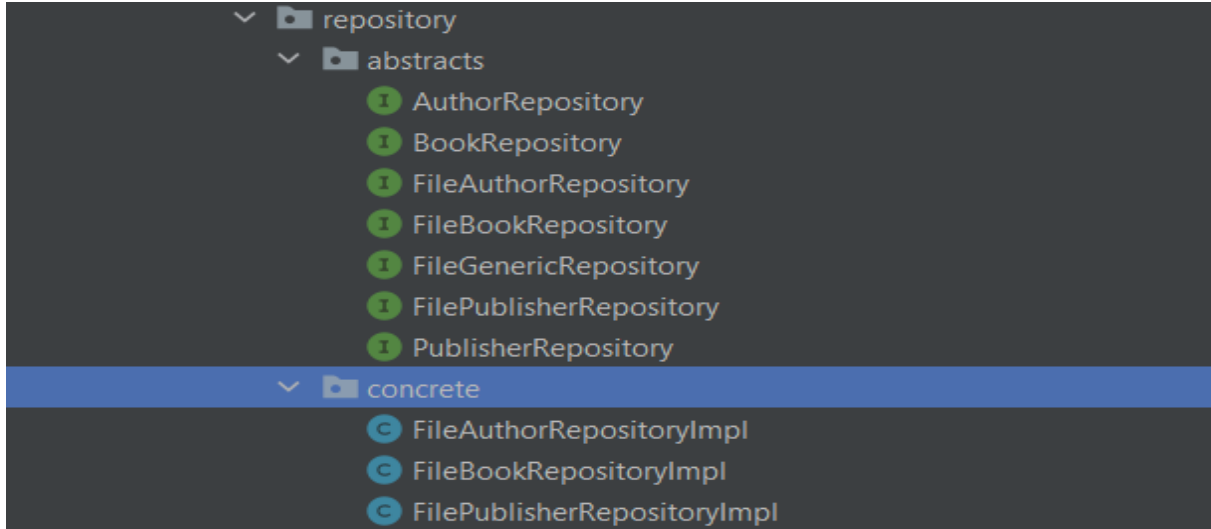 repository
abstracts
I AuthorRepository
I BookRepository
I FileAuthorRepository
I FileBookRepository
I FileGenericRepository
I FilePublisherRepository
I PublisherRepository
concrete
C FileAuthorRepositoryImpl
C FileBookRepositoryImpl
C FilePublisherRepositoryImpl